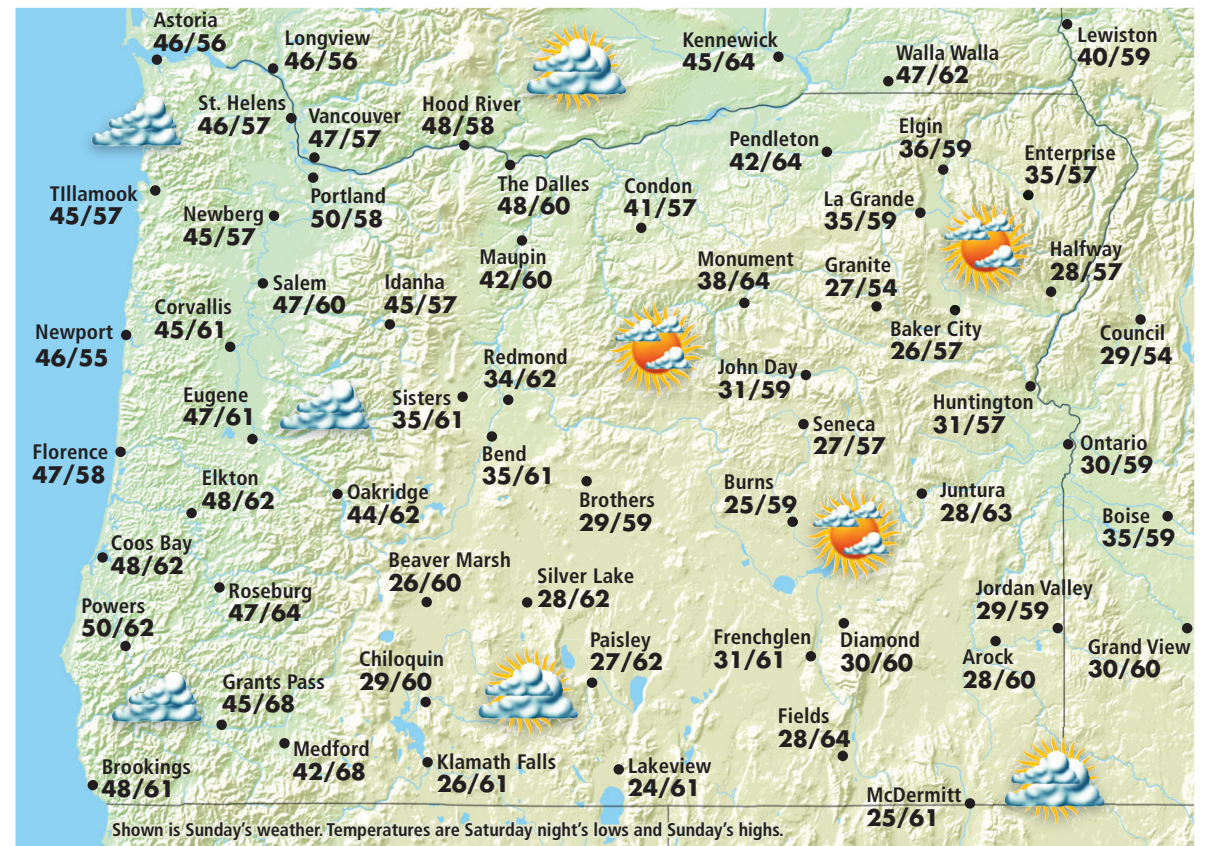 Astoria
46/56
Longview
46/56
Kennewick
45/64
Walla Walla
47/62
Lewiston
40/59
St. Helens
46/57
Vancouver
47/57
Hood River
48/58
Pendleton
42/64
Elgin
36/59
Enterprise
35/57
TIllamook
45/57
Newberg
45/57
Portland
50/58
The Dalles
48/60
Condon
41/57
La Grande
35/59
Maupin
42/60
Monument
38/64
Granite
27/54
Halfway
28/57
Salem
47/60
Idanha
45/57
Corvallis
45/61
Newport
46/55
Baker City
26/57
Council
29/54
Redmond
34/62
John Day
31/59
Eugene
47/61
Sisters
35/61
Huntington
31/57
Seneca
27/57
Florence
47/58
Bend
35/61
Ontario
30/59
Elkton
48/62
Oakridge
44/62
Brothers
29/59
Burns
25/59
Juntura
28/63
Boise
35/59
Coos Bay
48/62
Beaver Marsh
26/60
Silver Lake
28/62
Roseburg
47/64
Powers
50/62
Jordan Valley
29/59
Paisley
27/62
Frenchglen
31/61
Diamond
30/60
Arock
28/60
Grand View
30/60
Chiloquin
29/60
Grants Pass
45/68
Fields
28/64
Medford
42/68
Klamath Falls
26/61
Lakeview
24/61
Brookings
48/61
McDermitt
25/61
Shown is Sunday's weather. Temperatures are Saturday night's lows and Sunday's highs.